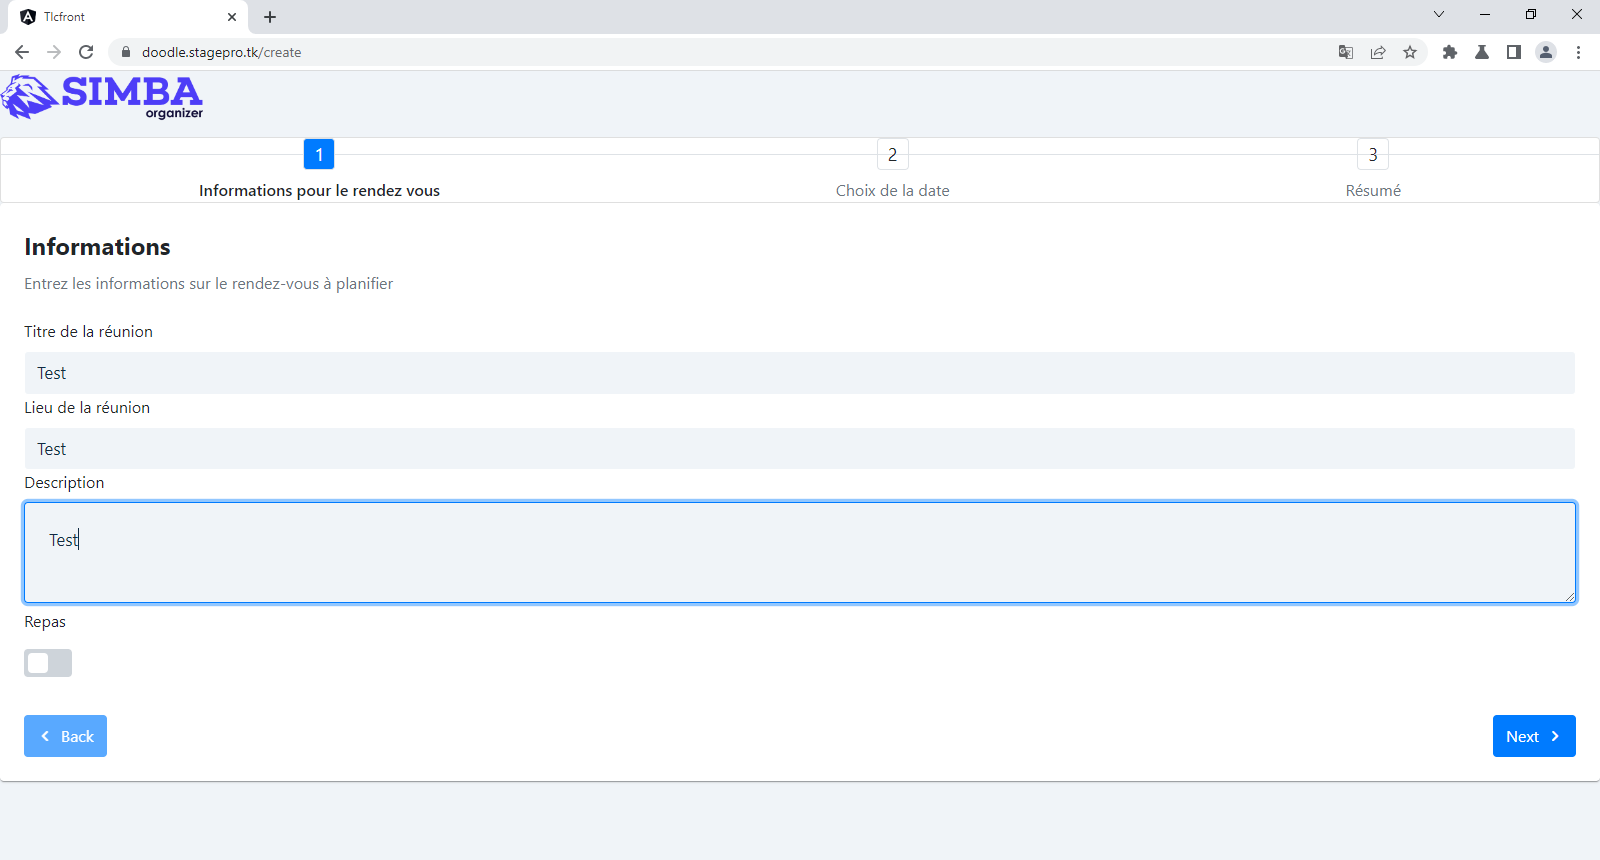 Tlcfront
doodle.stagepro.tk/create
SIMBA
organizer
1
2
3
Informations pour le rendez vous
Choix de la date
Résumé
Informations
Entrez les informations sur le rendez-vous à planifier
Titre de la réunion
Test
Lieu de la réunion
Test
Description
Test
Repas
Back
Next